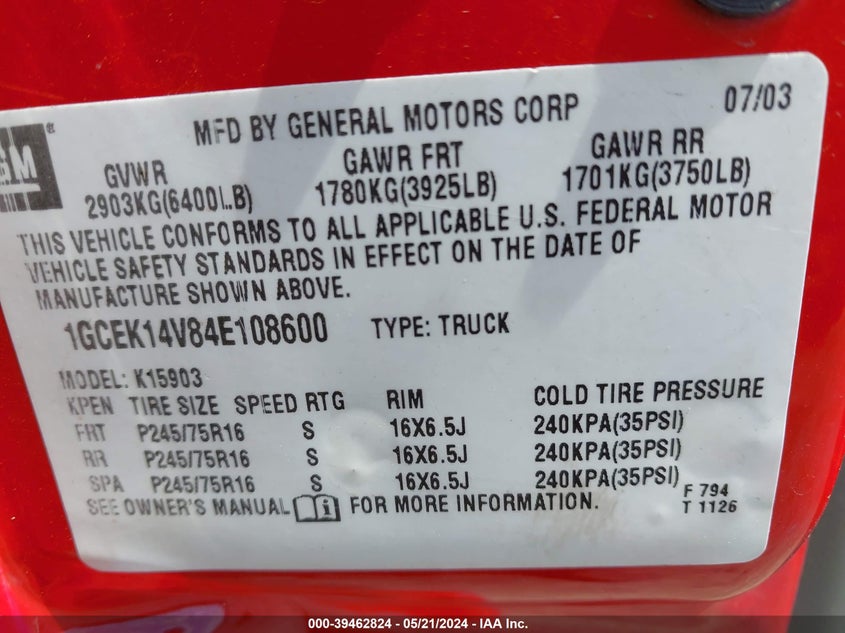 GM ®
MFD BY GENERAL MOTORS CORP 07/03
GVWR GAWR FRT GAWR RR
2903KG(6400LB) 1780KG(3925LB) 1701KG(3750LB)
THIS VEHICLE CONFORMS TO ALL APPLICABLE U.S. FEDERAL MOTOR
VEHICLE SAFETY STANDARDS IN EFFECT ON THE DATE OF
MANUFACTURE SHOWN ABOVE.
1GCEK14V84E108600 TYPE: TRUCK
MODEL: K15903
KPEN TIRE SIZE SPEED RTG RIM COLD TIRE PRESSURE
FRT P245/75R16 S 16X6.5J 240KPA(35PSI)
RR P245/75R16 S 16X6.5J 240KPA(35PSI)
SPA P245/75R16 S 16X6.5J 240KPA(35PSI)
SEE OWNER'S MANUAL FOR MORE INFORMATION.
F 794
T 1126
000-39462824 — 05/21/2024 — IAA Inc.